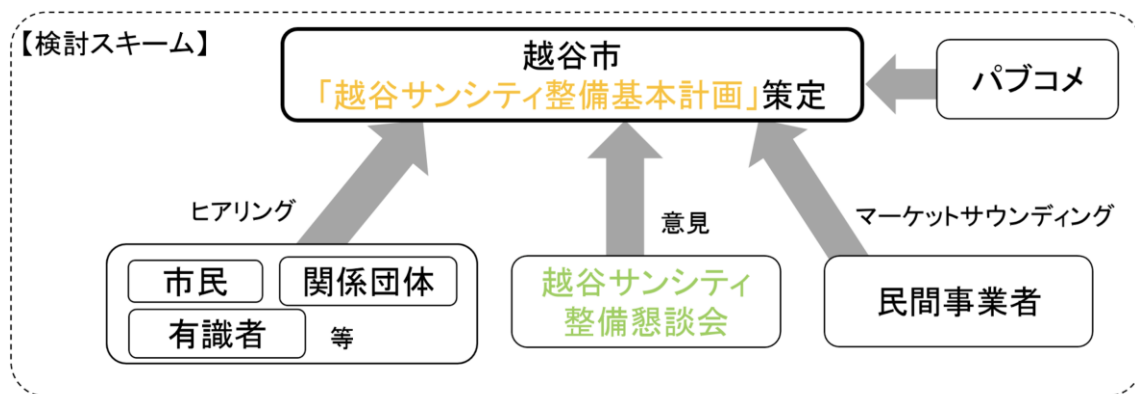 【検討スキーム】
越谷市
「越谷サンシティ整備基本計画」策定
パブコメ
ヒアリング
意見
マーケットサウンディング
市民
関係団体
有識者
等
越谷サンシティ
整備懇談会
民間事業者